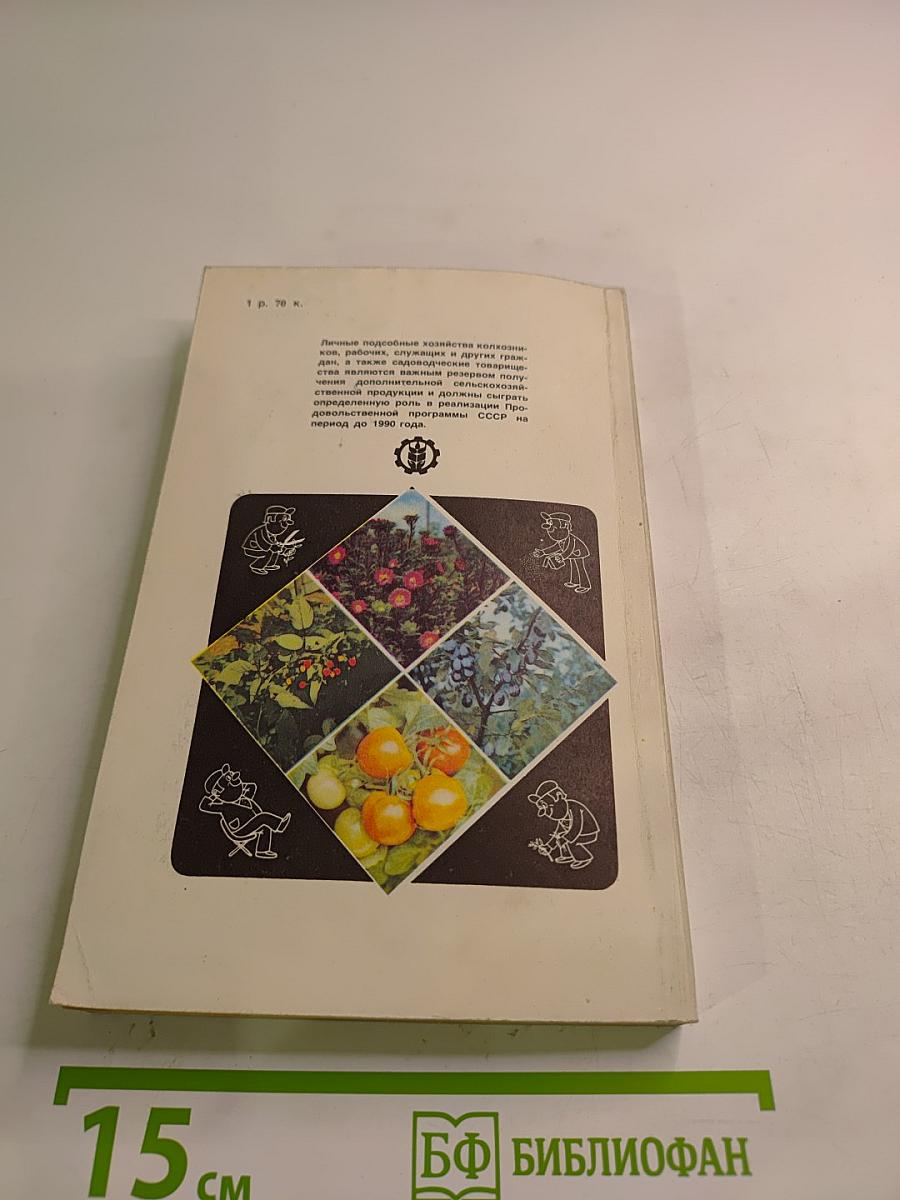 1 р. 70 к.
Личные подсобные хозяйства колхозни-
ков, рабочих, служащих и других граж-
дан, а также садоводческие товарище-
ства являются важным резервом полу-
чения дополнительной сельскохозяй-
ственной продукции и должны сыграть
определенную роль в реализации Про-
довольственной программы СССР на
период до 1990 года.
15 см
БФ БИБЛИОФАН